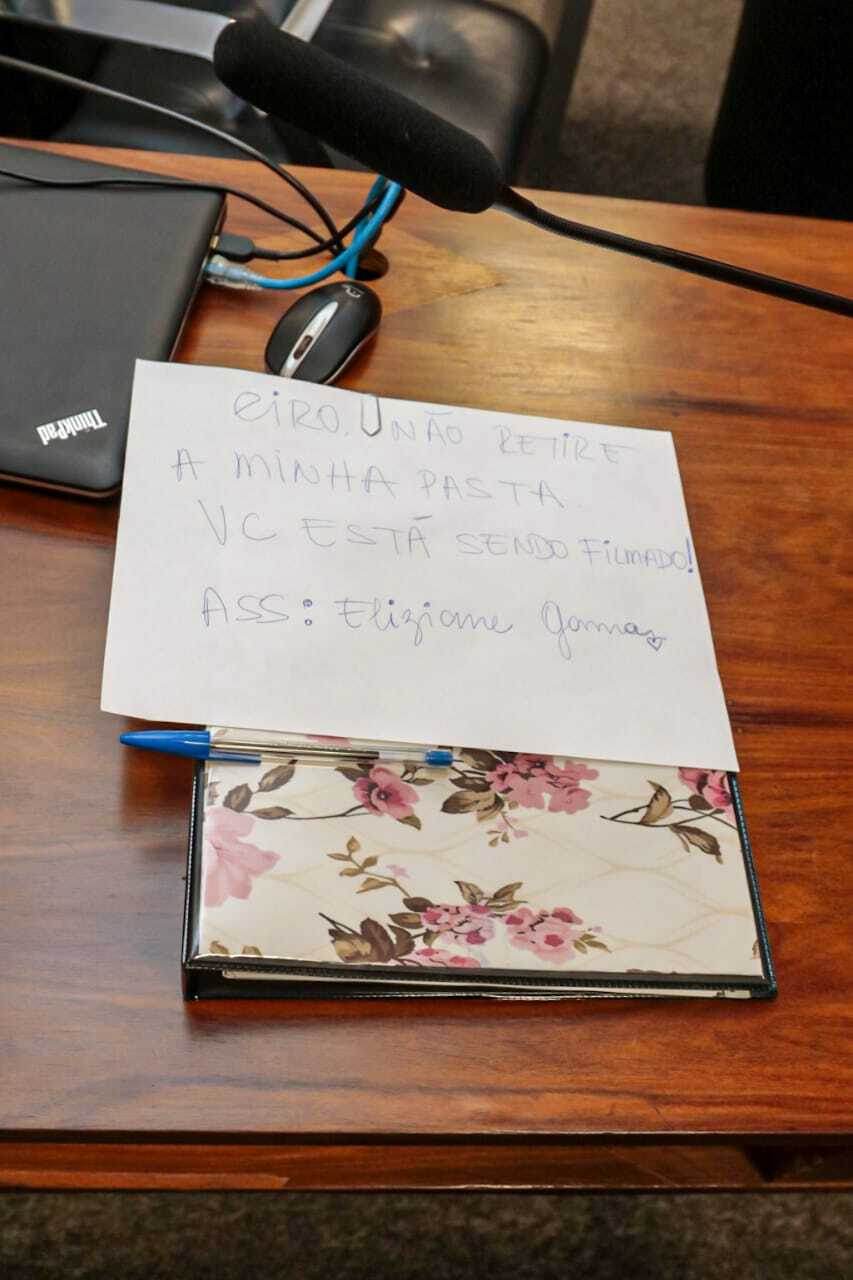 ThinkPad
EIRO. NÃO RETIRE
A MINHA PASTA.
VC ESTÁ SENDO FILMADO!
ASS: Eliziane Gama